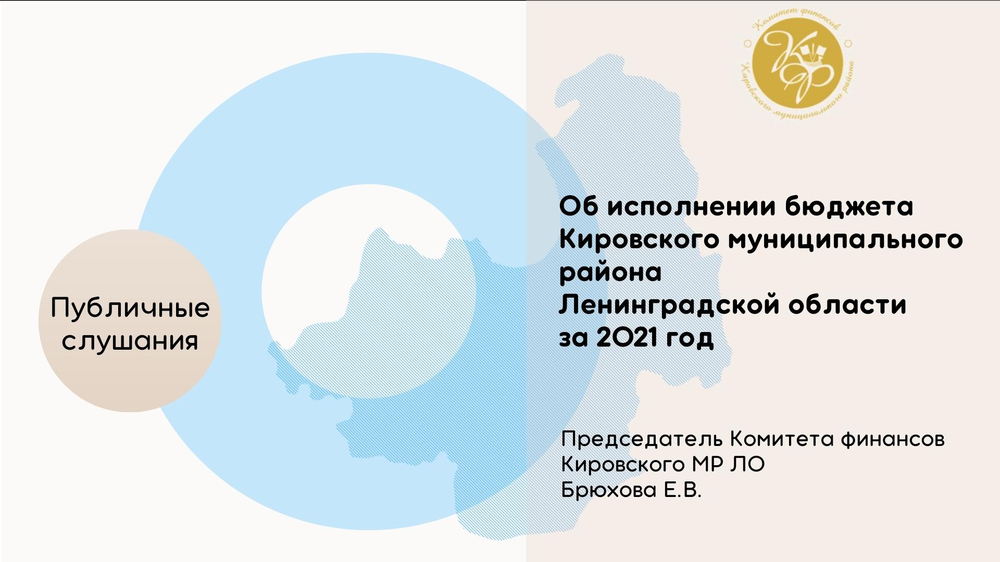 Комитет финансов
Кировского муниципального района
Об исполнении бюджета
Кировского муниципального
района
Ленинградской области
за 2021 год
Публичные
слушания
Председатель Комитета финансов
Кировского МР ЛО
Брюхова Е.В.